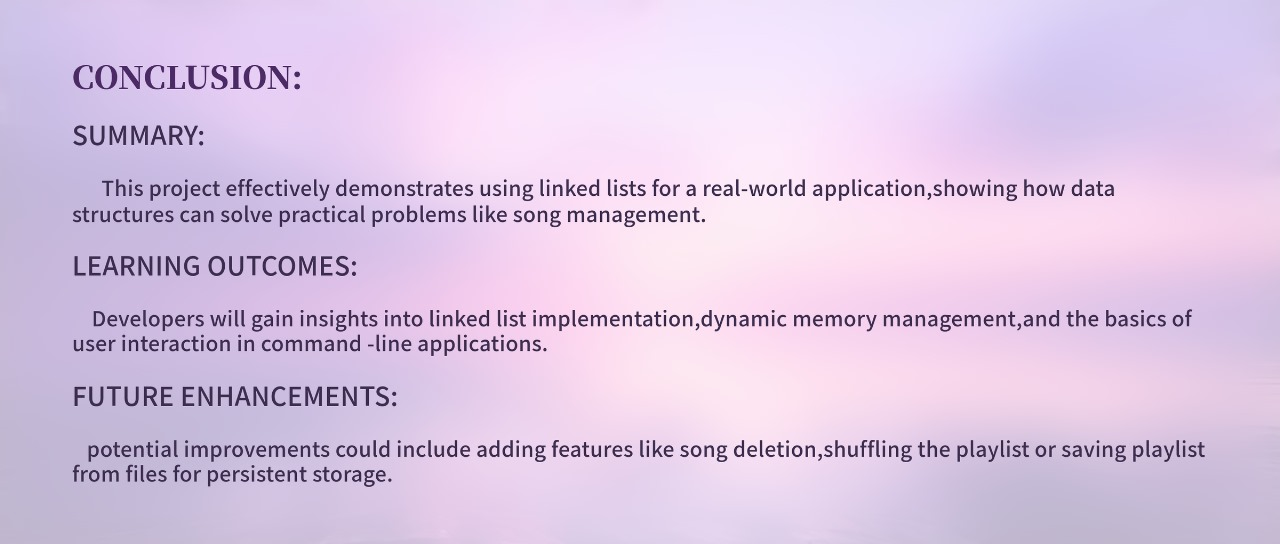 CONCLUSION:
SUMMARY:
This project effectively demonstrates using linked lists for a real-world application,showing how data
structures can solve practical problems like song management.
LEARNING OUTCOMES:
Developers will gain insights into linked list implementation,dynamic memory management,and the basics of
user interaction in command -line applications.
FUTURE ENHANCEMENTS:
potential improvements could include adding features like song deletion,shuffling the playlist or saving playlist
from files for persistent storage.